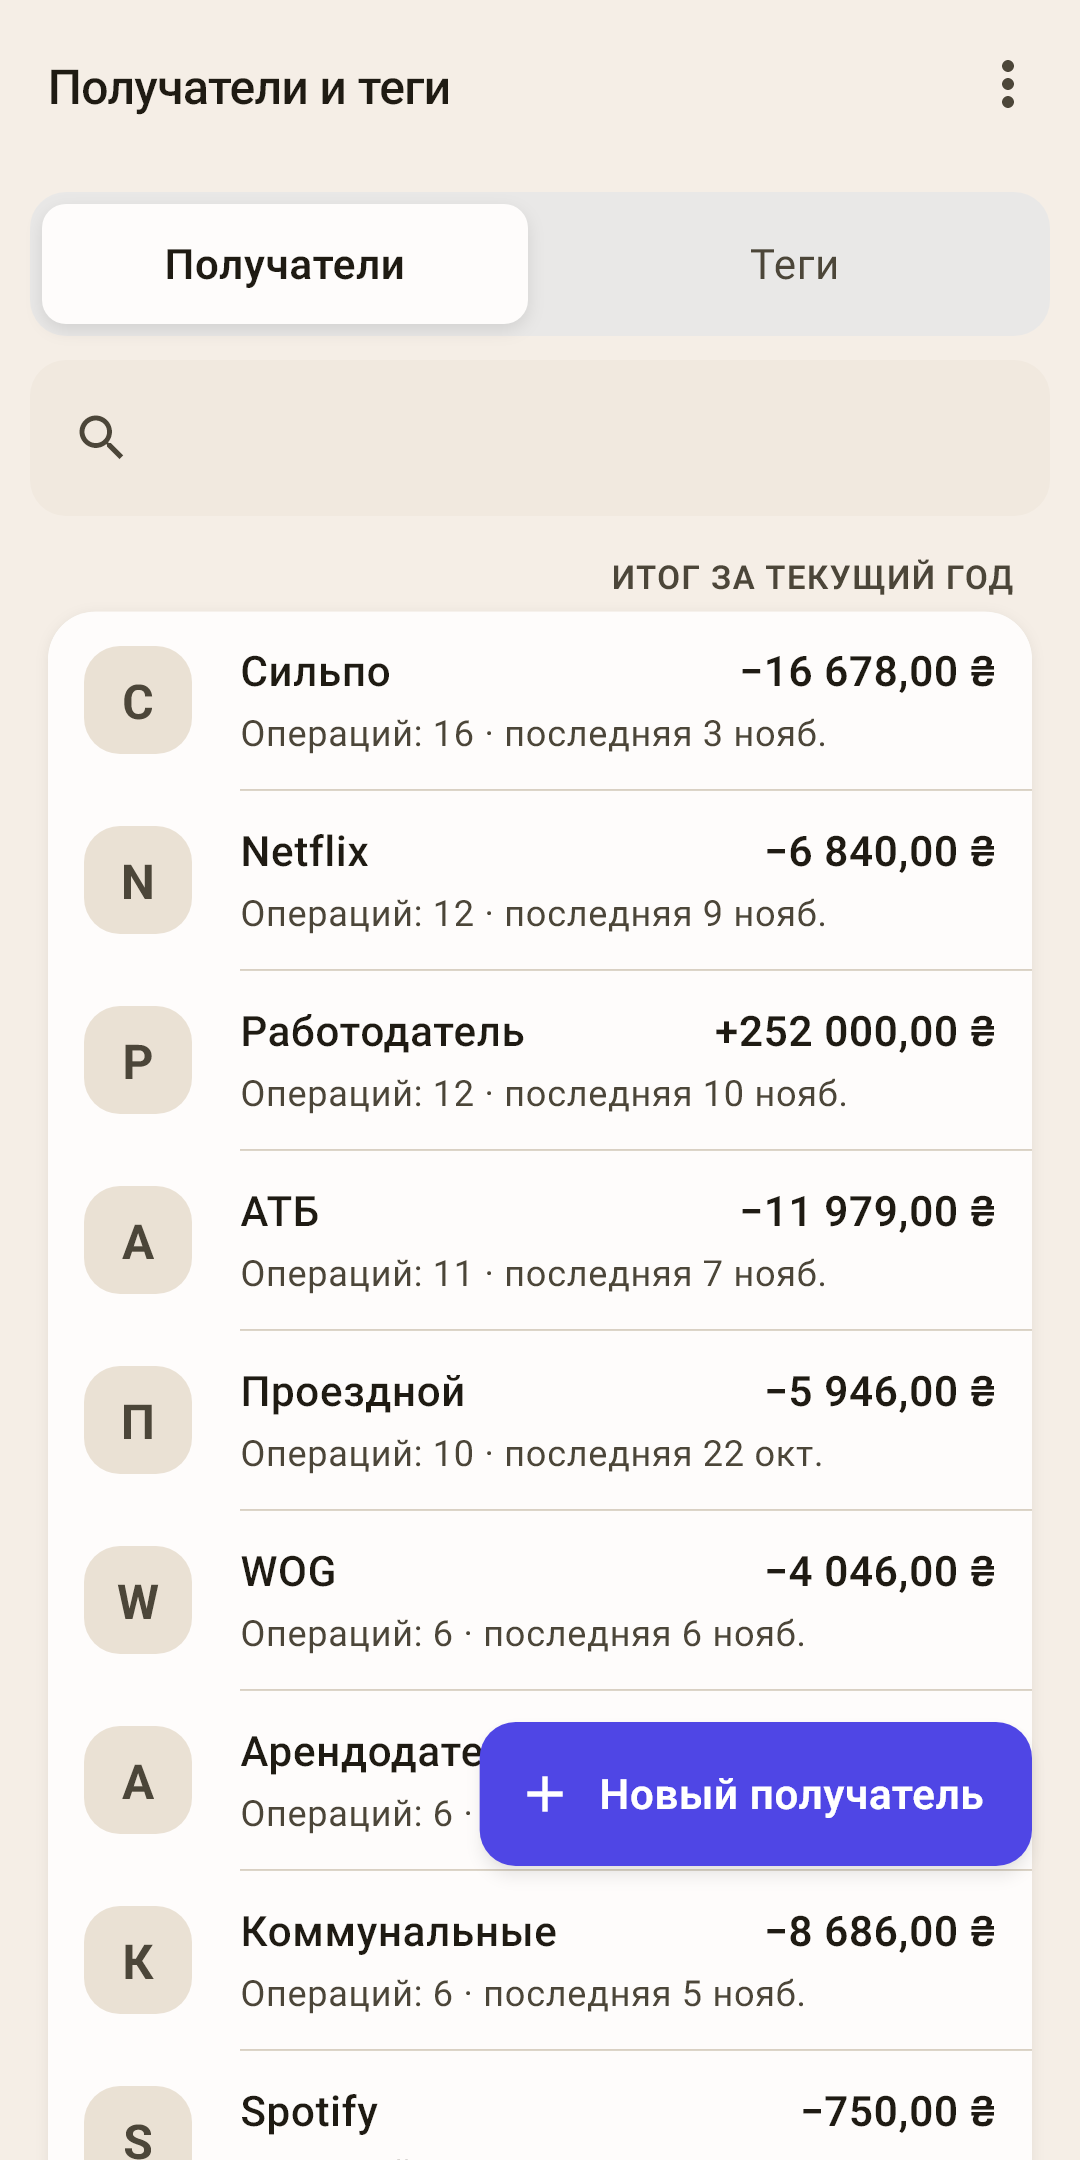 Получатели и теги
Получатели
Теги
ИТОГ ЗА ТЕКУЩИЙ ГОД
С
Сильпо
−16 678,00 ₴
Операций: 16 · последняя 3 нояб.
N
Netflix
−6 840,00 ₴
Операций: 12 · последняя 9 нояб.
Р
Работодатель
+252 000,00 ₴
Операций: 12 · последняя 10 нояб.
А
АТБ
−11 979,00 ₴
Операций: 11 · последняя 7 нояб.
П
Проездной
−5 946,00 ₴
Операций: 10 · последняя 22 окт.
W
WOG
−4 046,00 ₴
Операций: 6 · последняя 6 нояб.
А
Арендодате
Операций: 6 ·
Новый получатель
К
Коммунальные
−8 686,00 ₴
Операций: 6 · последняя 5 нояб.
S
Spotify
−750,00 ₴